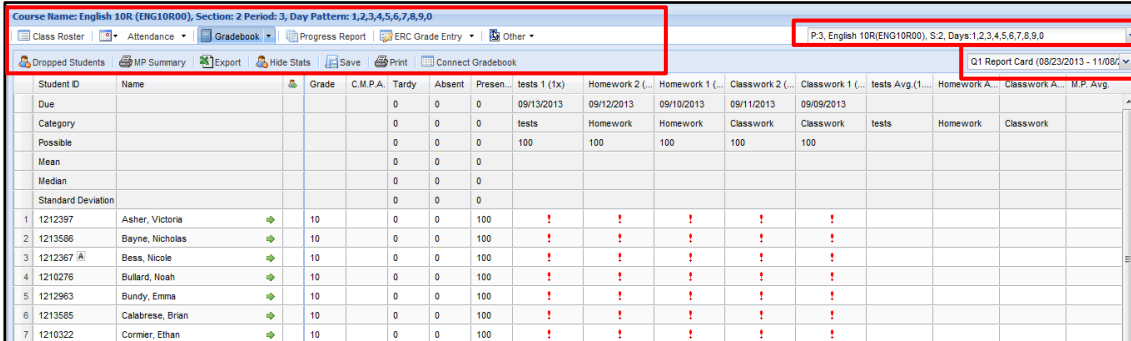 Course Name: English 10R (ENG10R00), Section: 2 Period: 3, Day Pattern: 1,2,3,4,5,6,7,8,9,0
Class Roster Attendance Gradebook Progress Report ERC Grade Entry Other P:3, English 10R(ENG10R00), S:2, Days:1,2,3,4,5,6,7,8,9,0
Dropped Students MP Summary Export Hide Stats Save Print Connect Gradebook Q1 Report Card (08/23/2013 - 11/08/2
Student ID Name Grade C.M.P.A. Tardy Absent Presen... tests 1 (1x) Homework 2 (... Homework 1 (... Classwork 2 (... Classwork 1 (... tests Avg.(1.... Homework A... Classwork A... M.P. Avg.
Due 0 0 0 09/13/2013 09/12/2013 09/10/2013 09/11/2013 09/09/2013
Category 0 0 0 tests Homework Homework Classwork Classwork tests Homework Classwork
Possible 0 0 0 100 100 100 100 100
Mean 0 0 0
Median 0 0 0
Standard Deviation 0 0 0
1 1212397 Asher, Victoria 10 0 0 100 ! ! ! ! !
2 1213586 Bayne, Nicholas 10 0 0 100 ! ! ! ! !
3 1212367 A Bess, Nicole 10 0 0 100 ! ! ! ! !
4 1210276 Bullard, Noah 10 0 0 100 ! ! ! ! !
5 1212963 Bundy, Emma 10 0 0 100 ! ! ! ! !
6 1213585 Calabrese, Brian 10 0 0 100 ! ! ! ! !
7 1210322 Cormier, Ethan 10 0 0 100 ! ! ! ! !